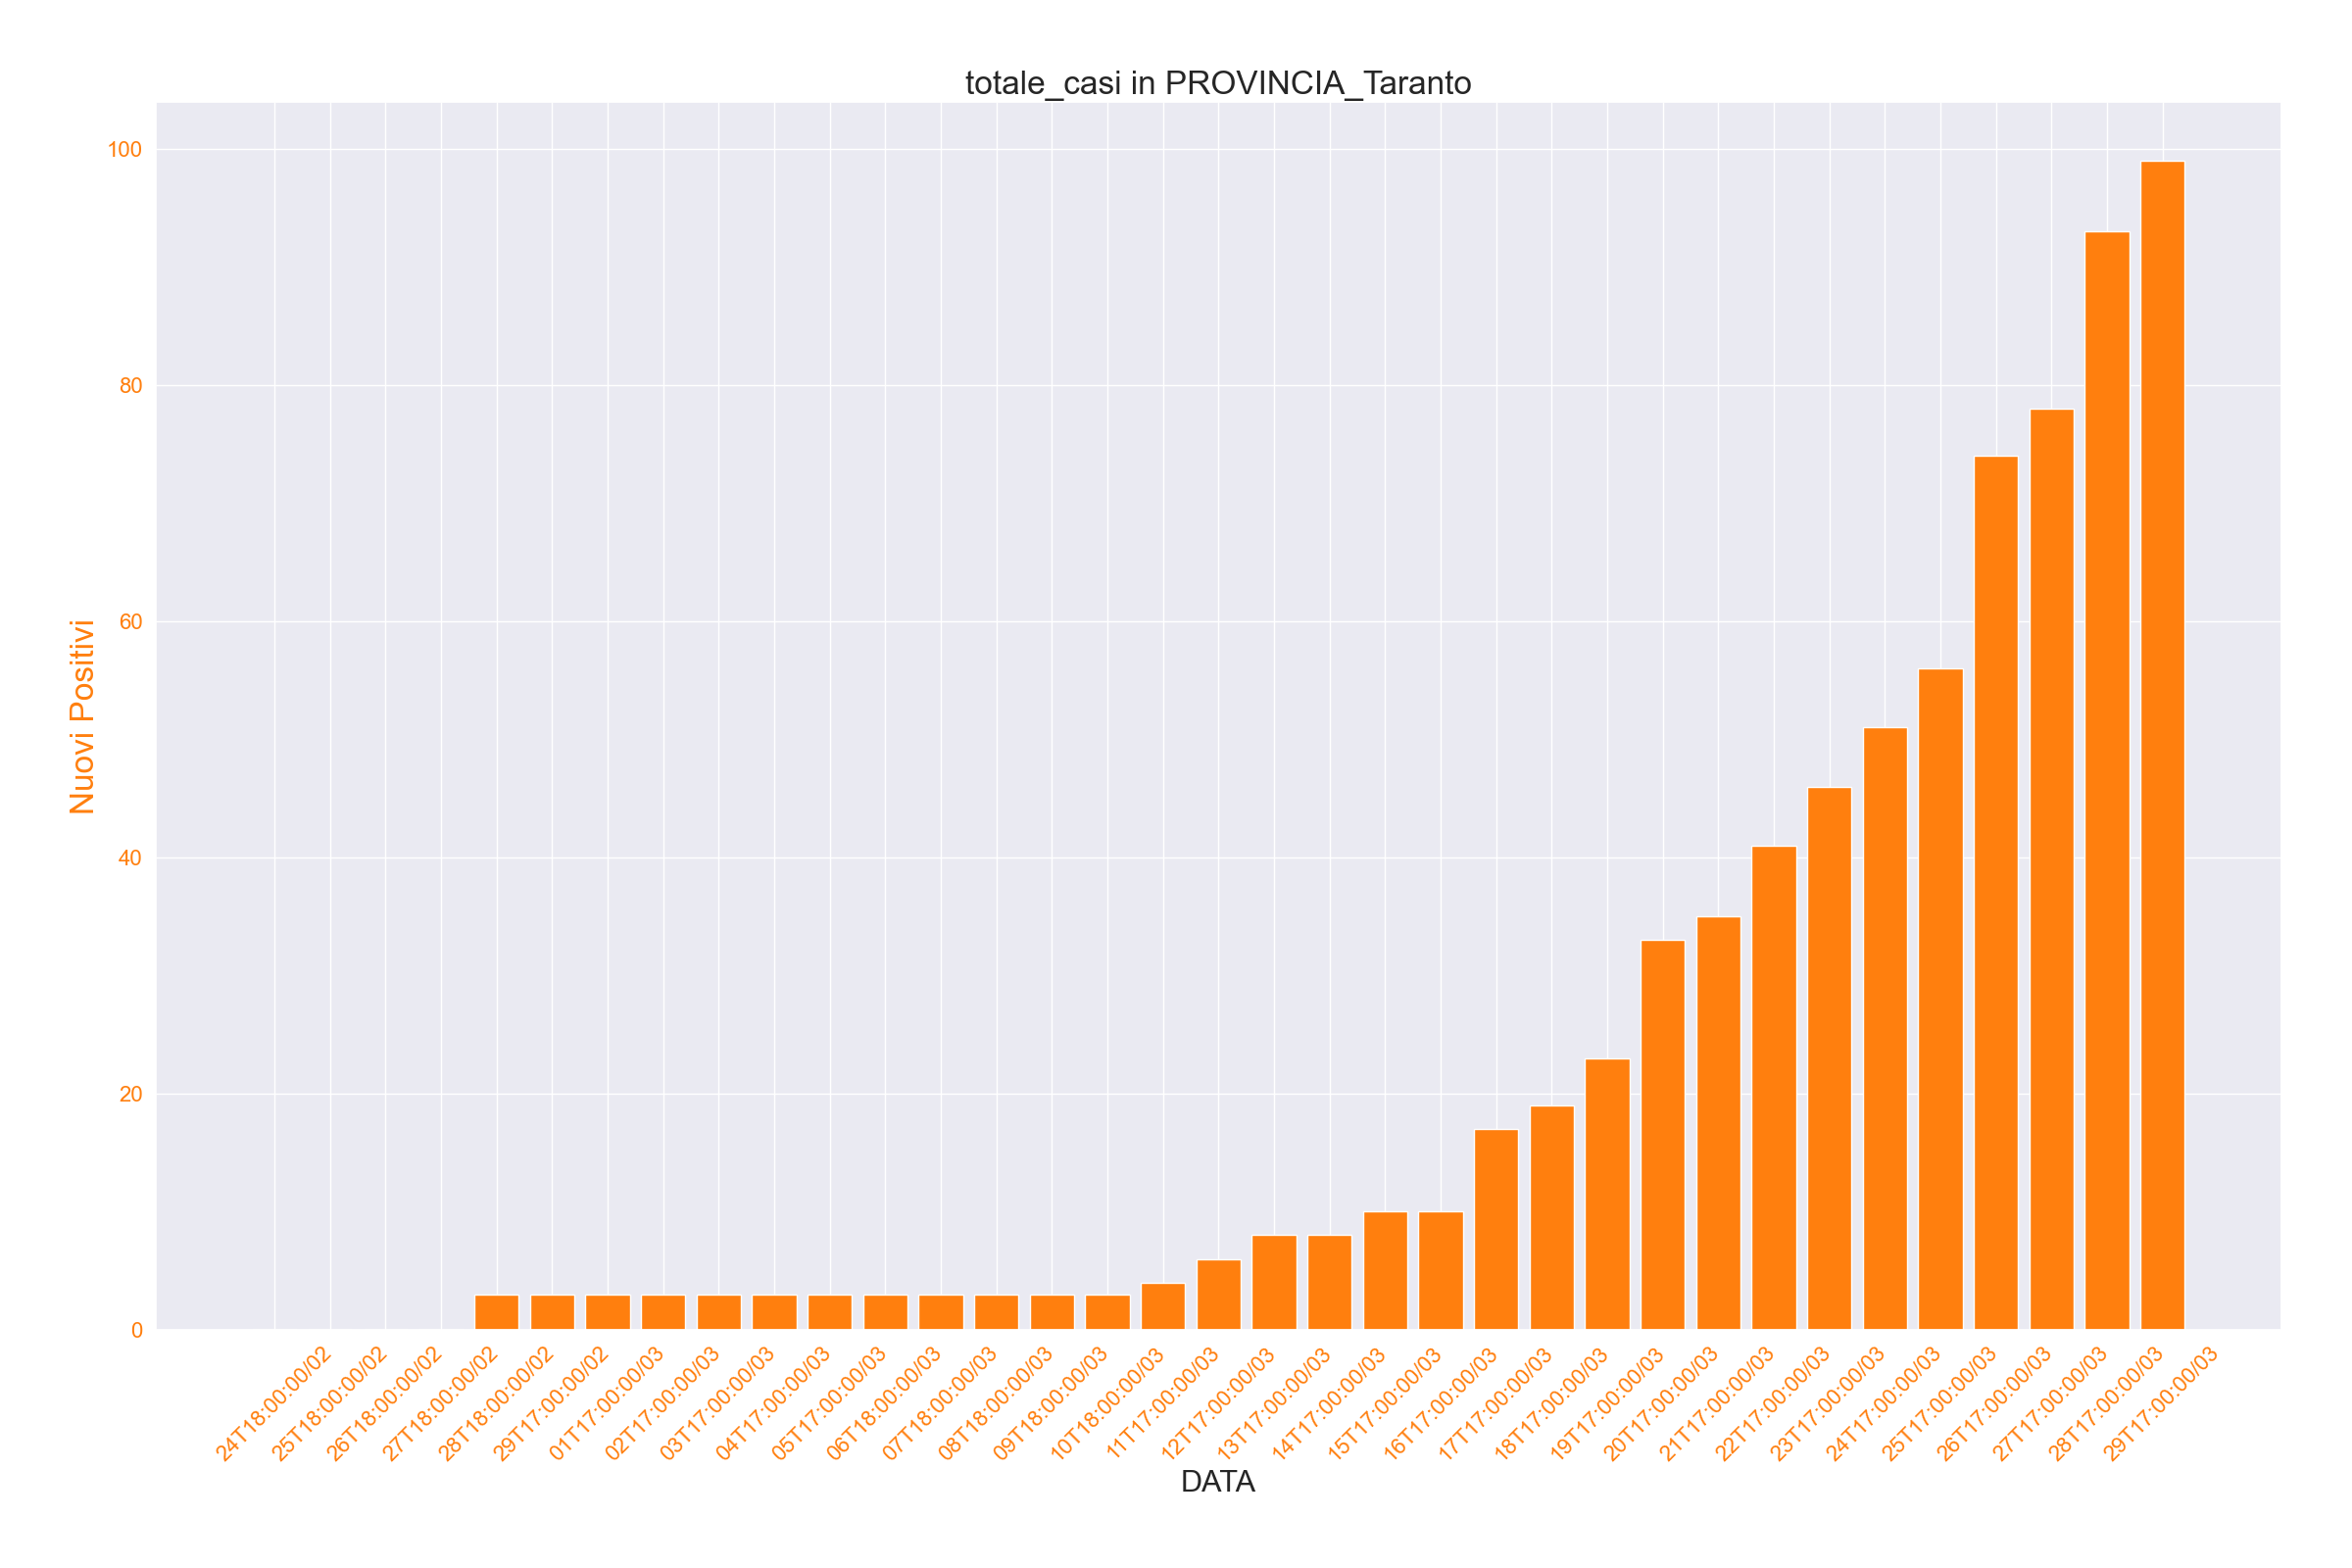 totale_casi in PROVINCIA_Taranto
100
80
60
40
20
0
Nuovi Positivi
24T18:00:00/02
25T18:00:00/02
26T18:00:00/02
27T18:00:00/02
28T18:00:00/02
29T17:00:00/02
01T17:00:00/03
02T17:00:00/03
03T17:00:00/03
04T17:00:00/03
05T17:00:00/03
06T18:00:00/03
07T18:00:00/03
08T18:00:00/03
09T18:00:00/03
10T18:00:00/03
11T17:00:00/03
12T17:00:00/03
13T17:00:00/03
14T17:00:00/03
15T17:00:00/03
16T17:00:00/03
17T17:00:00/03
18T17:00:00/03
19T17:00:00/03
20T17:00:00/03
21T17:00:00/03
22T17:00:00/03
23T17:00:00/03
24T17:00:00/03
25T17:00:00/03
26T17:00:00/03
27T17:00:00/03
28T17:00:00/03
29T17:00:00/03
DATA